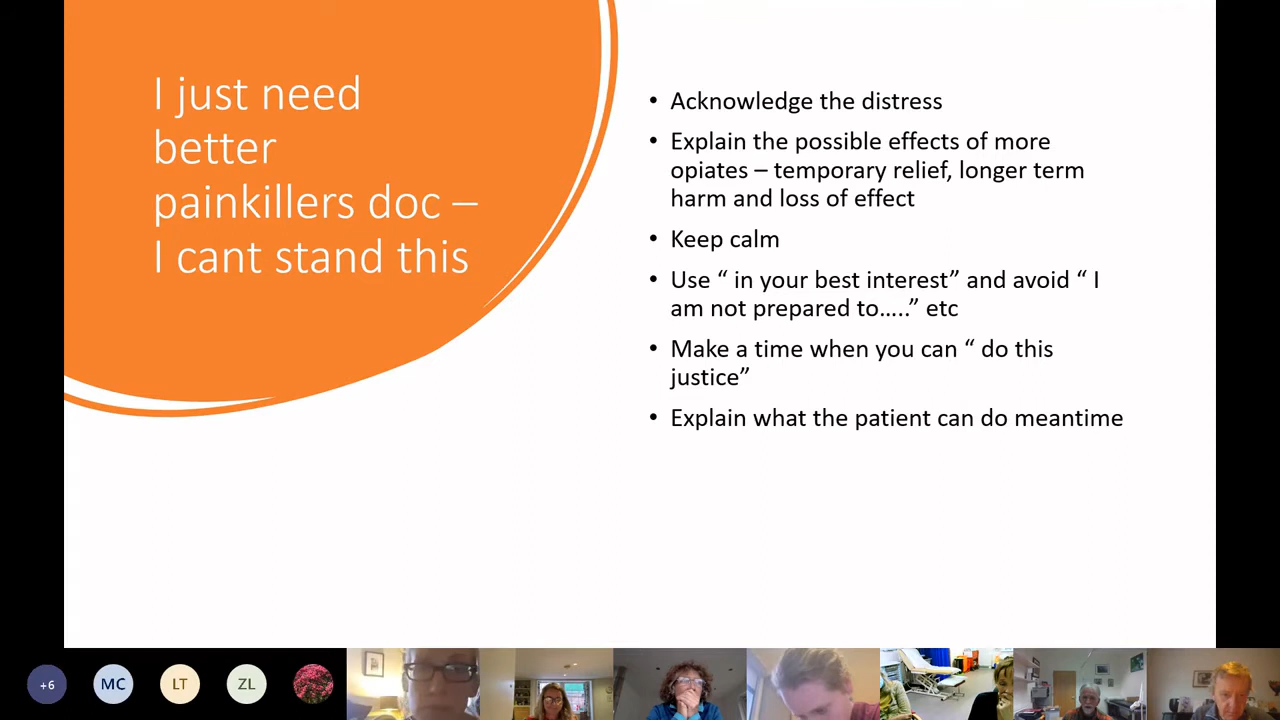 I just need
better
painkillers doc –
I cant stand this
• Acknowledge the distress
• Explain the possible effects of more
opiates – temporary relief, longer term
harm and loss of effect
• Keep calm
• Use “ in your best interest” and avoid “ I
am not prepared to…..” etc
• Make a time when you can “ do this
justice”
• Explain what the patient can do meantime
+6
MC
LT
ZL